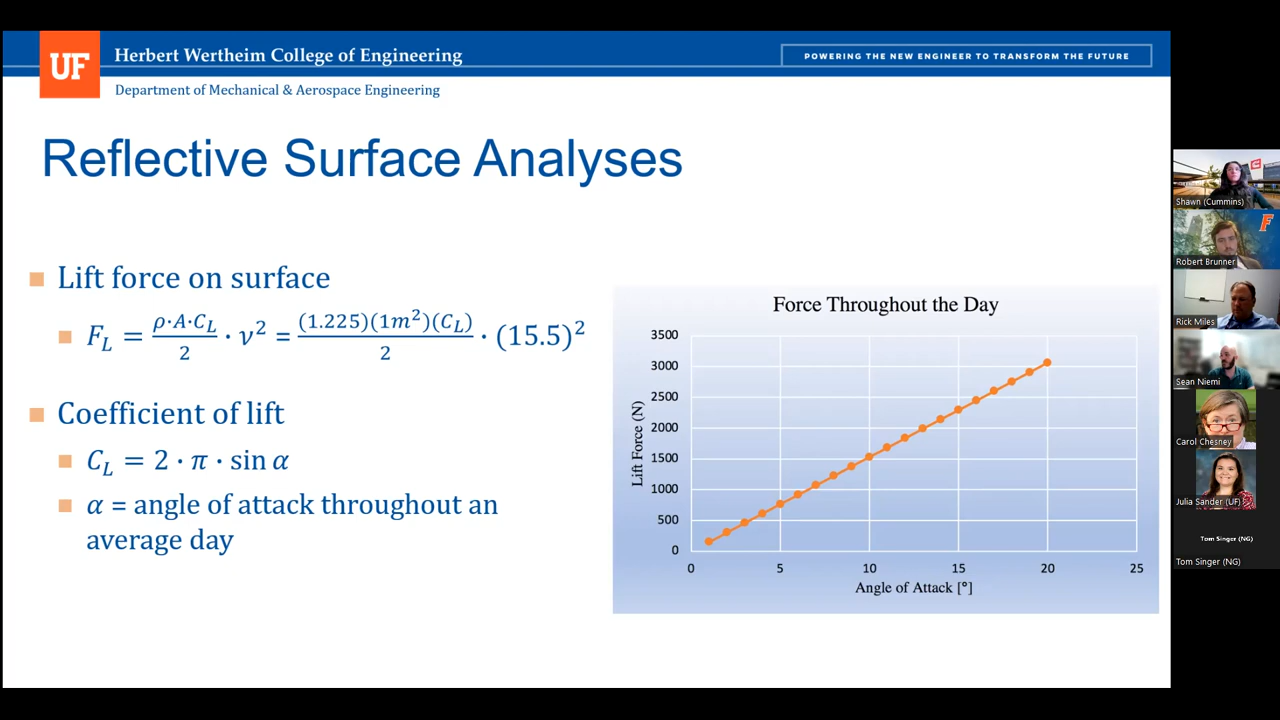 UF
Herbert Wertheim College of Engineering
POWERING THE NEW ENGINEER TO TRANSFORM THE FUTURE
Department of Mechanical & Aerospace Engineering
Reflective Surface Analyses
Lift force on surface
F_L = ρ·A·C_L/2 · ν² = (1.225)(1m²)(C_L)/2 · (15.5)²
Coefficient of lift
C_L = 2 · π · sin α
α = angle of attack throughout an
average day
Force Throughout the Day
Lift Force (N)
3500
3000
2500
2000
1500
1000
500
0
0 5 10 15 20 25
Angle of Attack [°]
Shawn (Cummins)
Robert Brunner
Rick Miles
Sean Niemi
Carol Chesney
Julia Sander (UF)
Tom Singer (NG)
Tom Singer (NG)